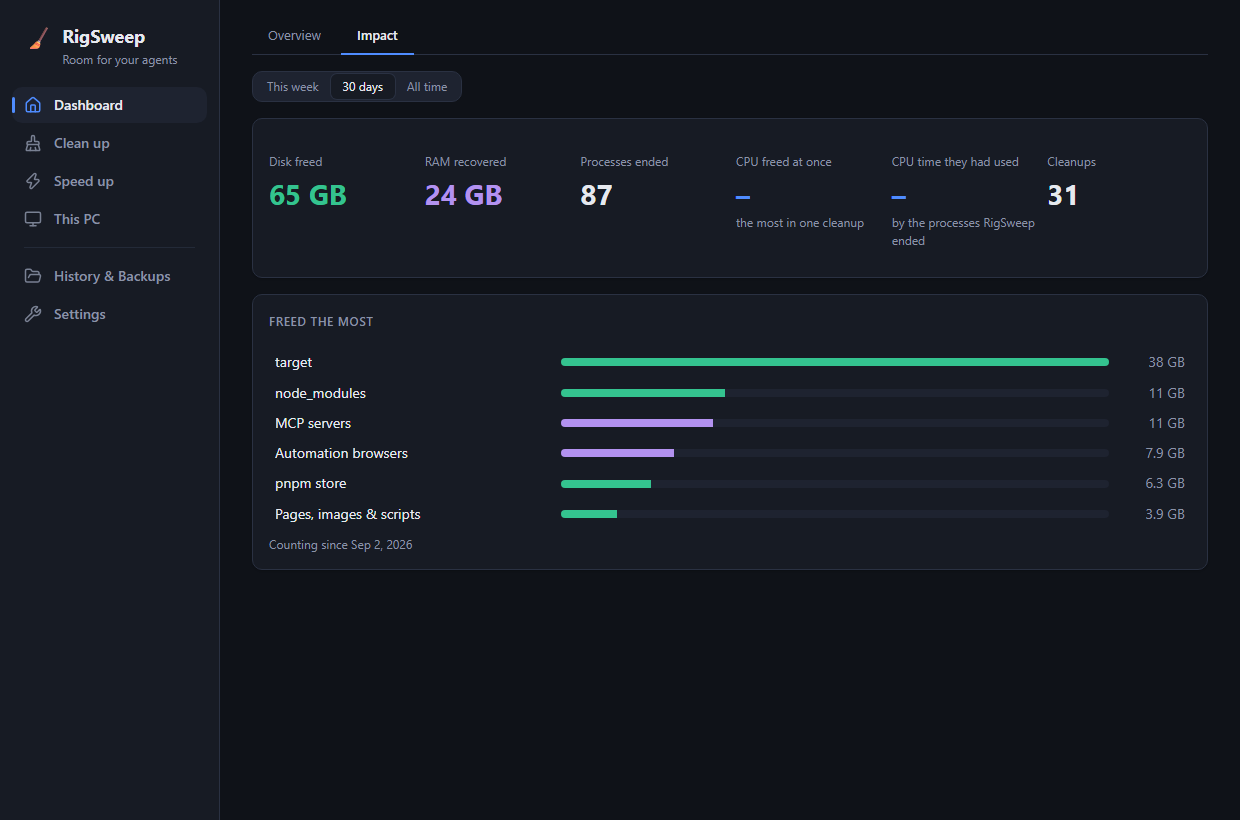 RigSweep
Room for your agents
Dashboard
Clean up
Speed up
This PC
History & Backups
Settings
Overview
Impact
This week
30 days
All time
Disk freed
65 GB
RAM recovered
24 GB
Processes ended
87
CPU freed at once
–
the most in one cleanup
CPU time they had used
–
by the processes RigSweep
ended
Cleanups
31
FREED THE MOST
target 38 GB
node_modules 11 GB
MCP servers 11 GB
Automation browsers 7.9 GB
pnpm store 6.3 GB
Pages, images & scripts 3.9 GB
Counting since Sep 2, 2026